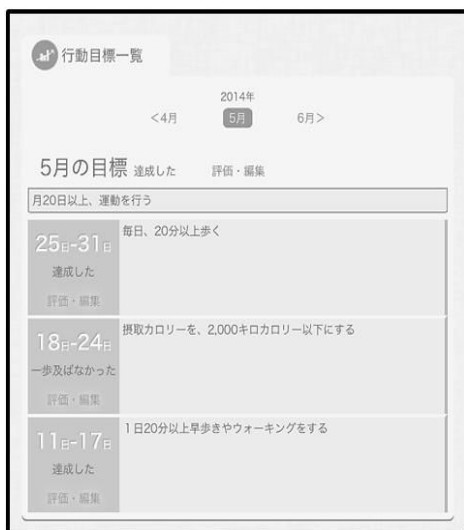 行動目標一覧
2014年
<4月 5月 6月>
5月の目標 達成した 評価・編集
月20日以上、運動を行う
25日-31日 毎日、20分以上歩く
達成した
評価・編集
18日-24日 摂取カロリーを、2,000キロカロリー以下にする
一歩及ばなかった
評価・編集
11日-17日 1日20分以上早歩きやウォーキングをする
達成した
評価・編集